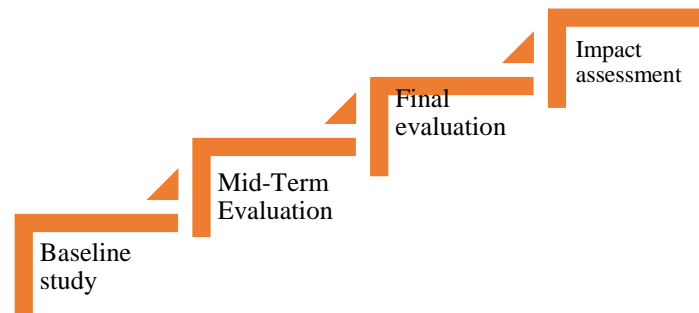 Baseline
study
Mid-Term
Evaluation
Final
evaluation
Impact
assessment